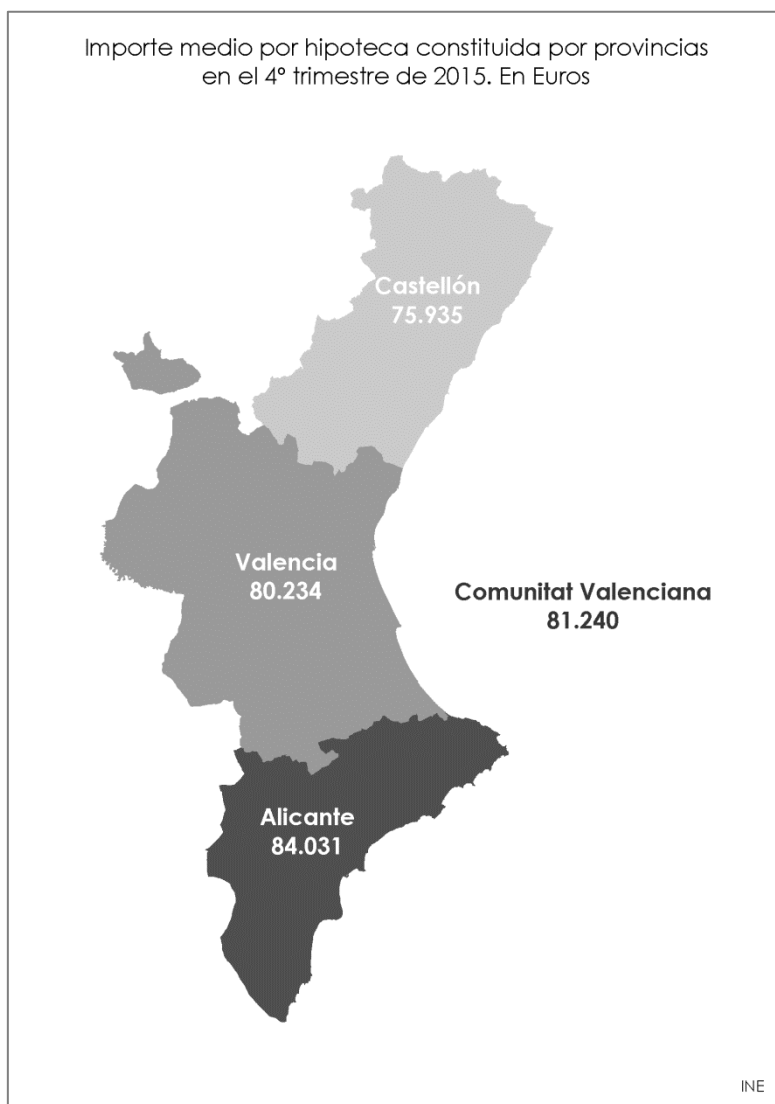 Importe medio por hipoteca constituida por provincias
en el 4º trimestre de 2015. En Euros
Castellón
75.935
Valencia
80.234
Comunitat Valenciana
81.240
Alicante
84.031
INE